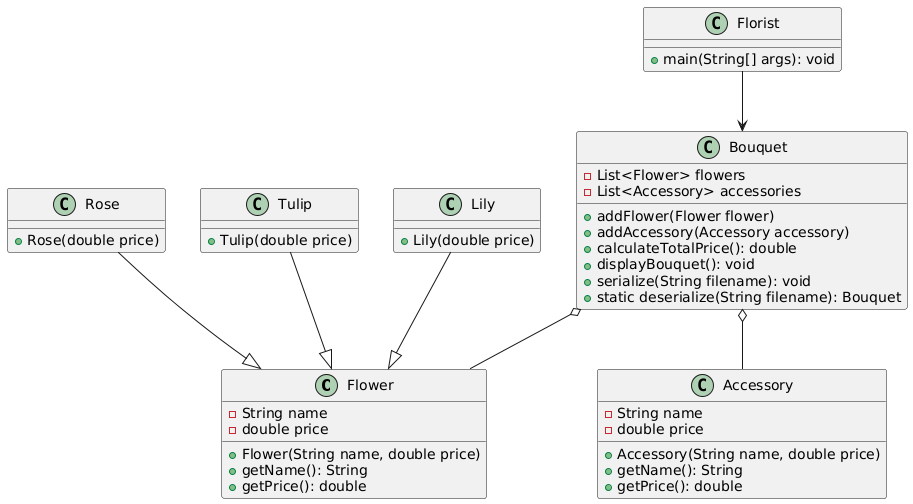 C Florist
main(String[] args): void
C Bouquet
List<Flower> flowers
List<Accessory> accessories
addFlower(Flower flower)
addAccessory(Accessory accessory)
calculateTotalPrice(): double
displayBouquet(): void
serialize(String filename): void
static deserialize(String filename): Bouquet
C Rose
Rose(double price)
C Tulip
Tulip(double price)
C Lily
Lily(double price)
C Flower
String name
double price
Flower(String name, double price)
getName(): String
getPrice(): double
C Accessory
String name
double price
Accessory(String name, double price)
getName(): String
getPrice(): double